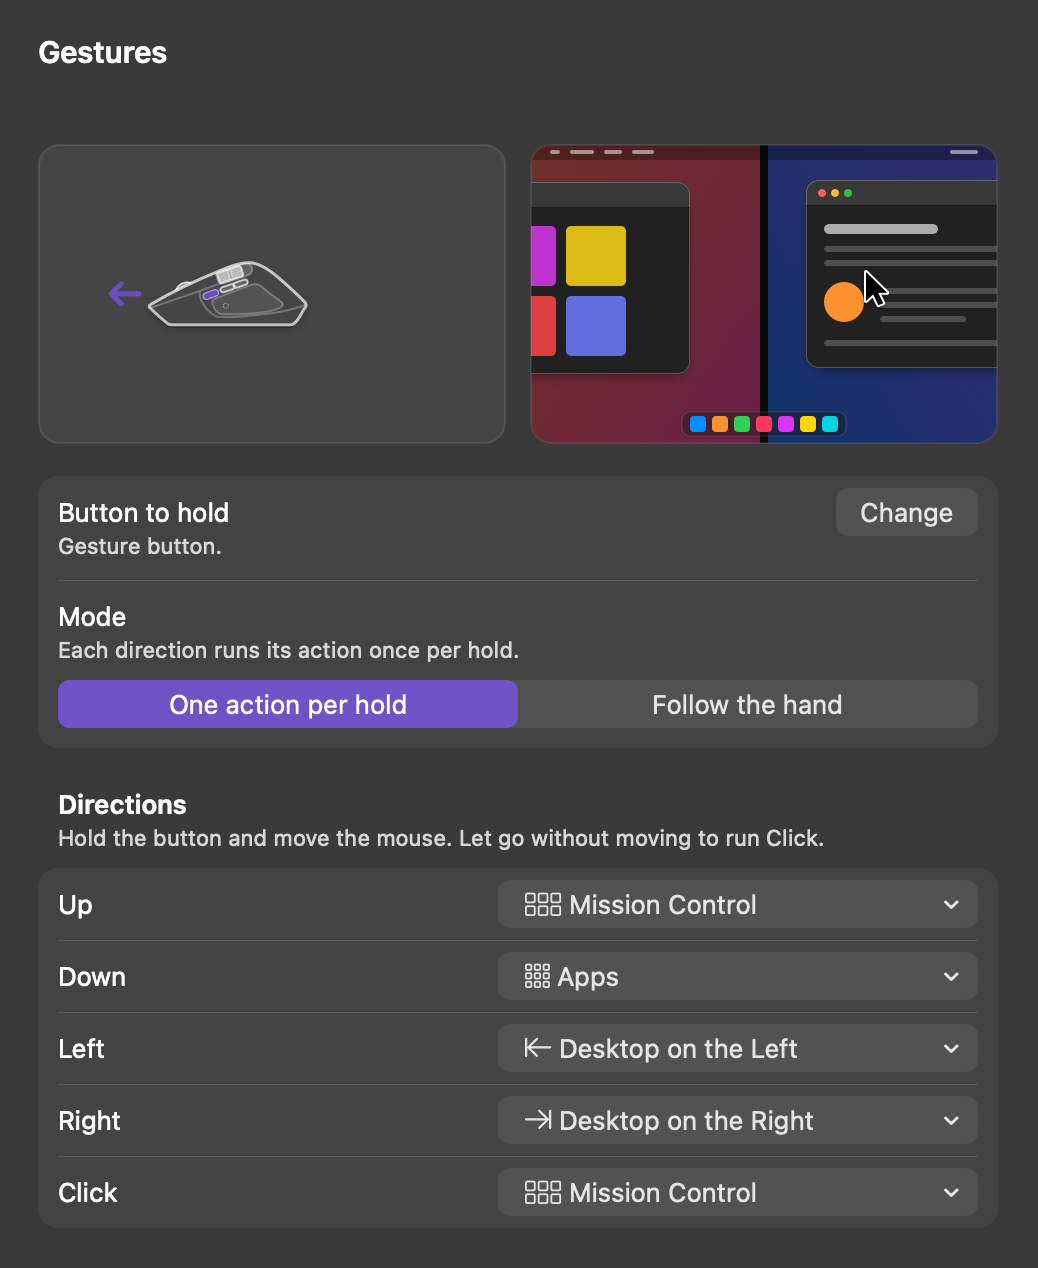 Gestures
Button to hold
Change
Gesture button.
Mode
Each direction runs its action once per hold.
One action per hold
Follow the hand
Directions
Hold the button and move the mouse. Let go without moving to run Click.
Up
Mission Control
Down
Apps
Left
Desktop on the Left
Right
Desktop on the Right
Click
Mission Control